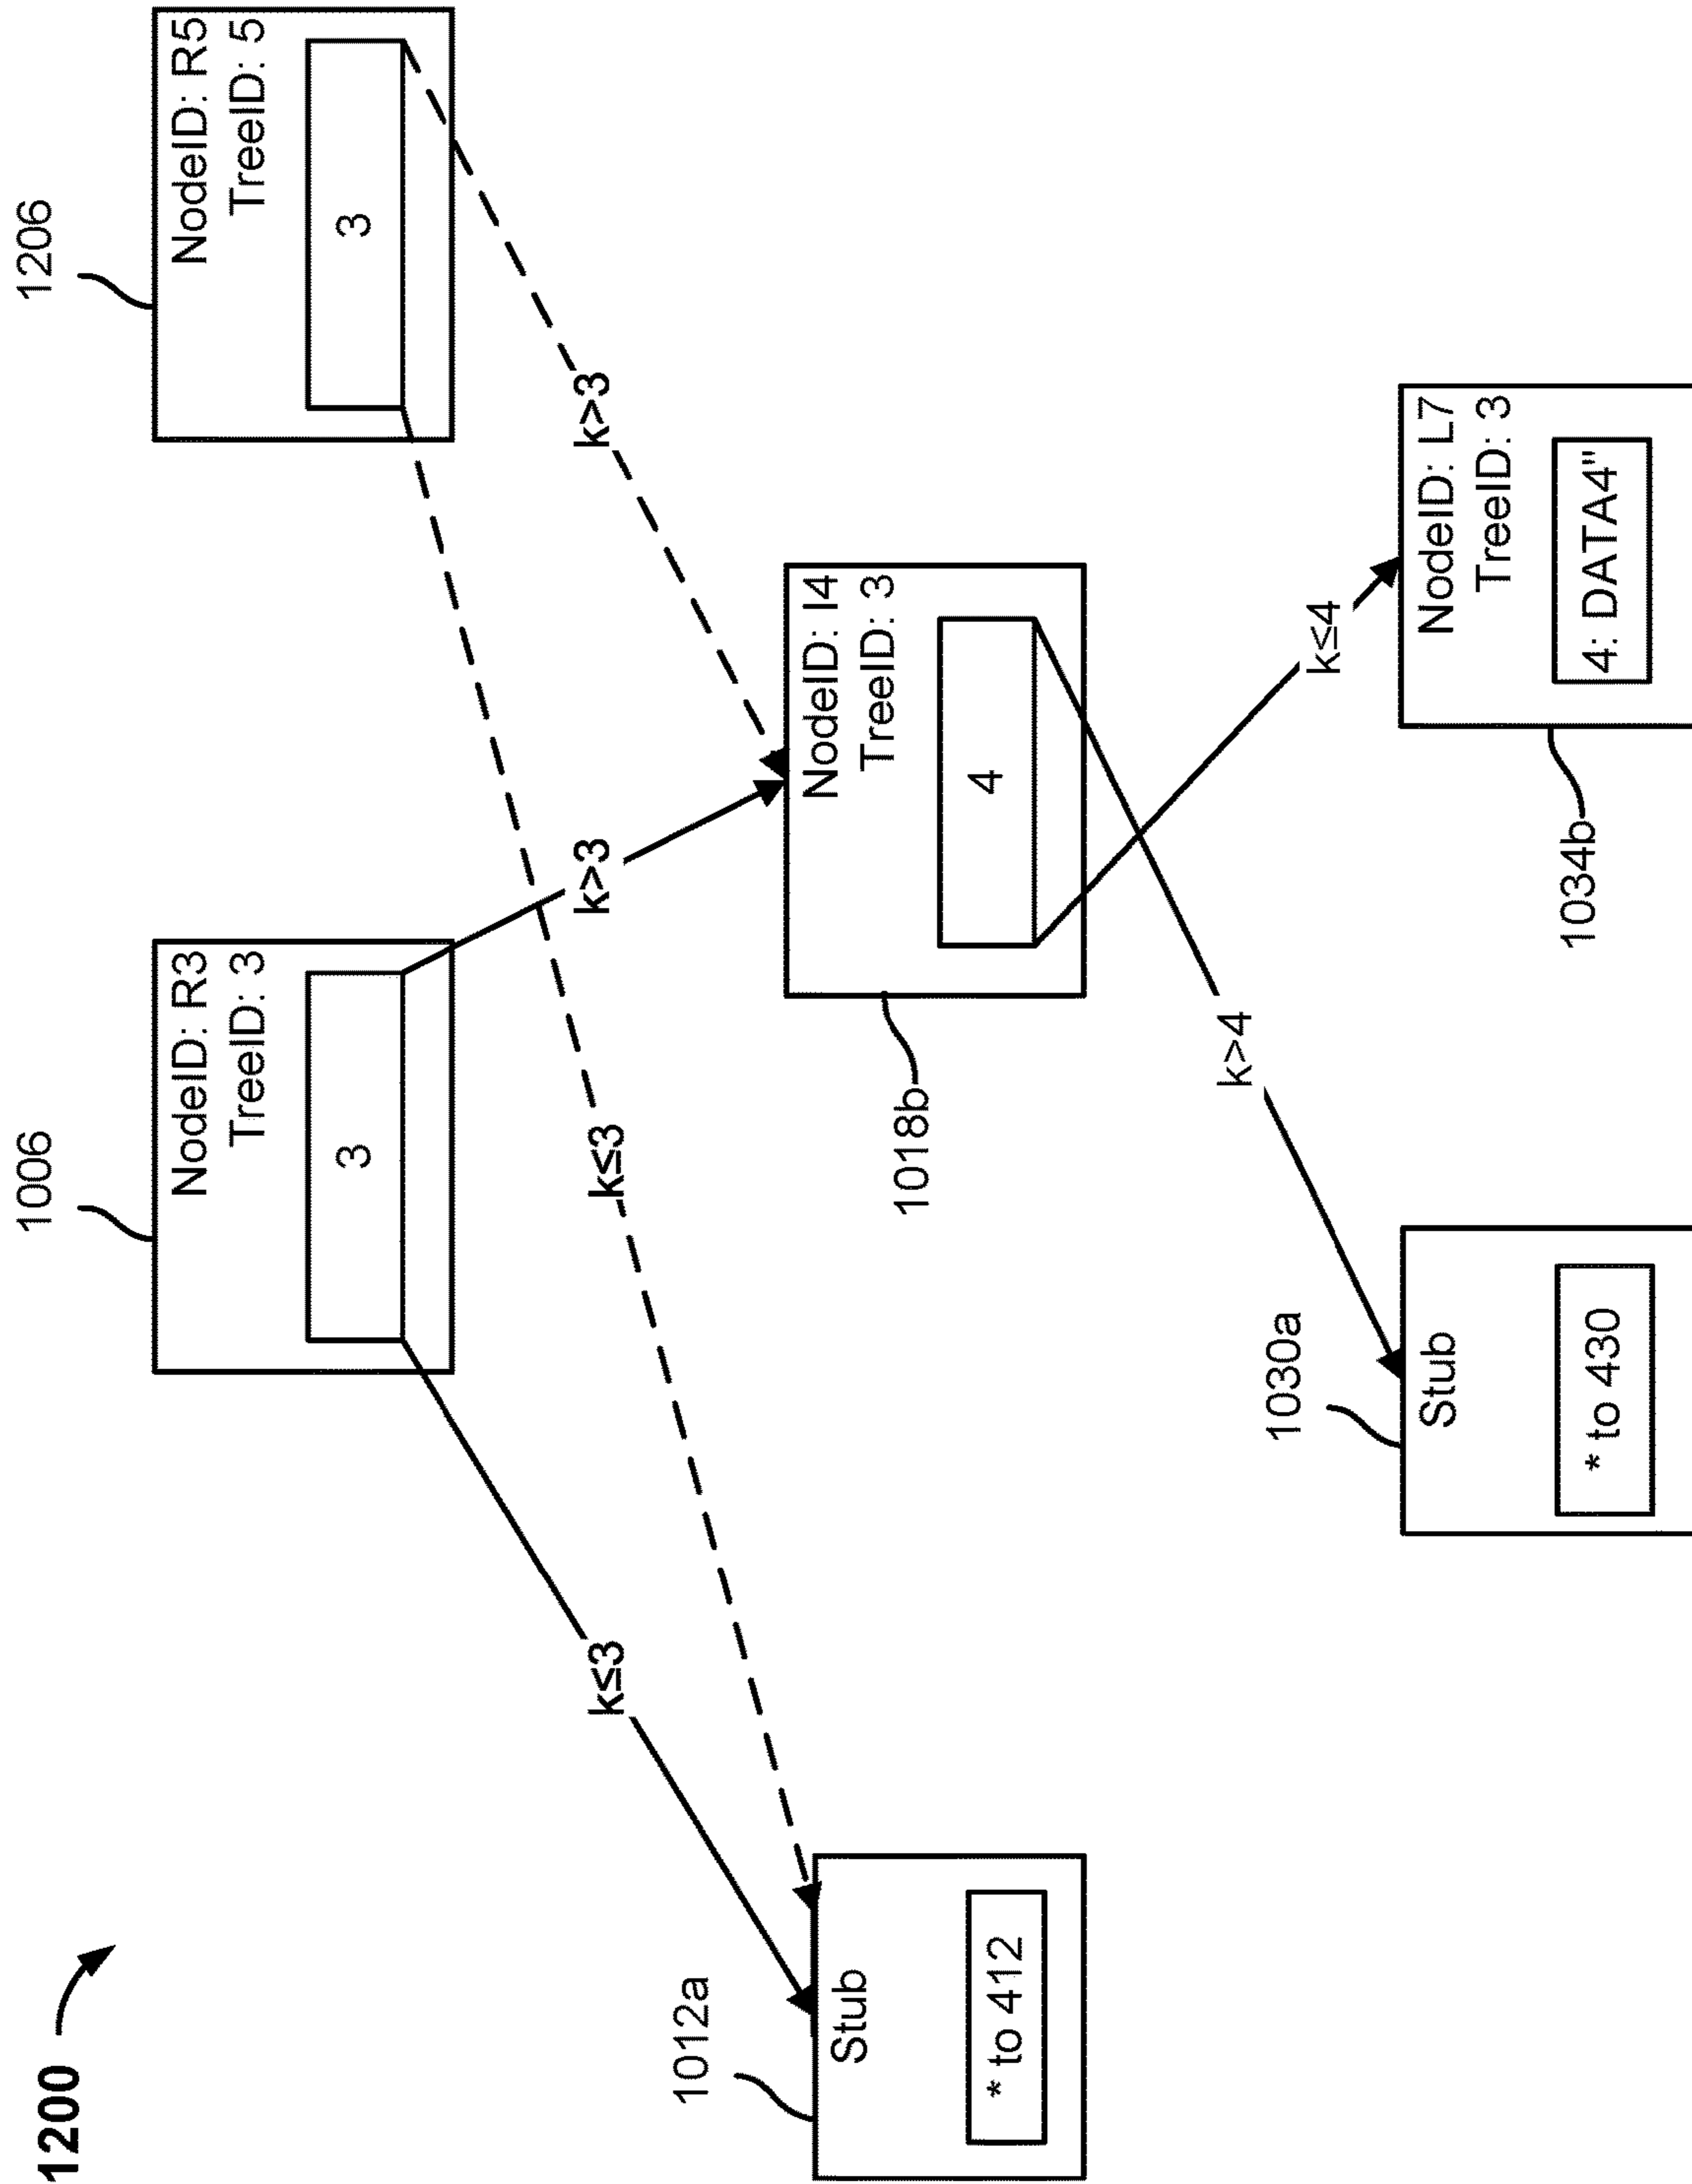 1200
1006
1206
NodeID: R3
TreeID: 3
3
NodeID: R5
TreeID: 5
3
k≤3
k≤3
k>3
k>3
1012a
Stub
* to 412
1018b
NodeID: I4
TreeID: 3
4
k>4
k≤4
1030a
Stub
* to 430
1034b
NodeID: L7
TreeID: 3
4: DATA4"